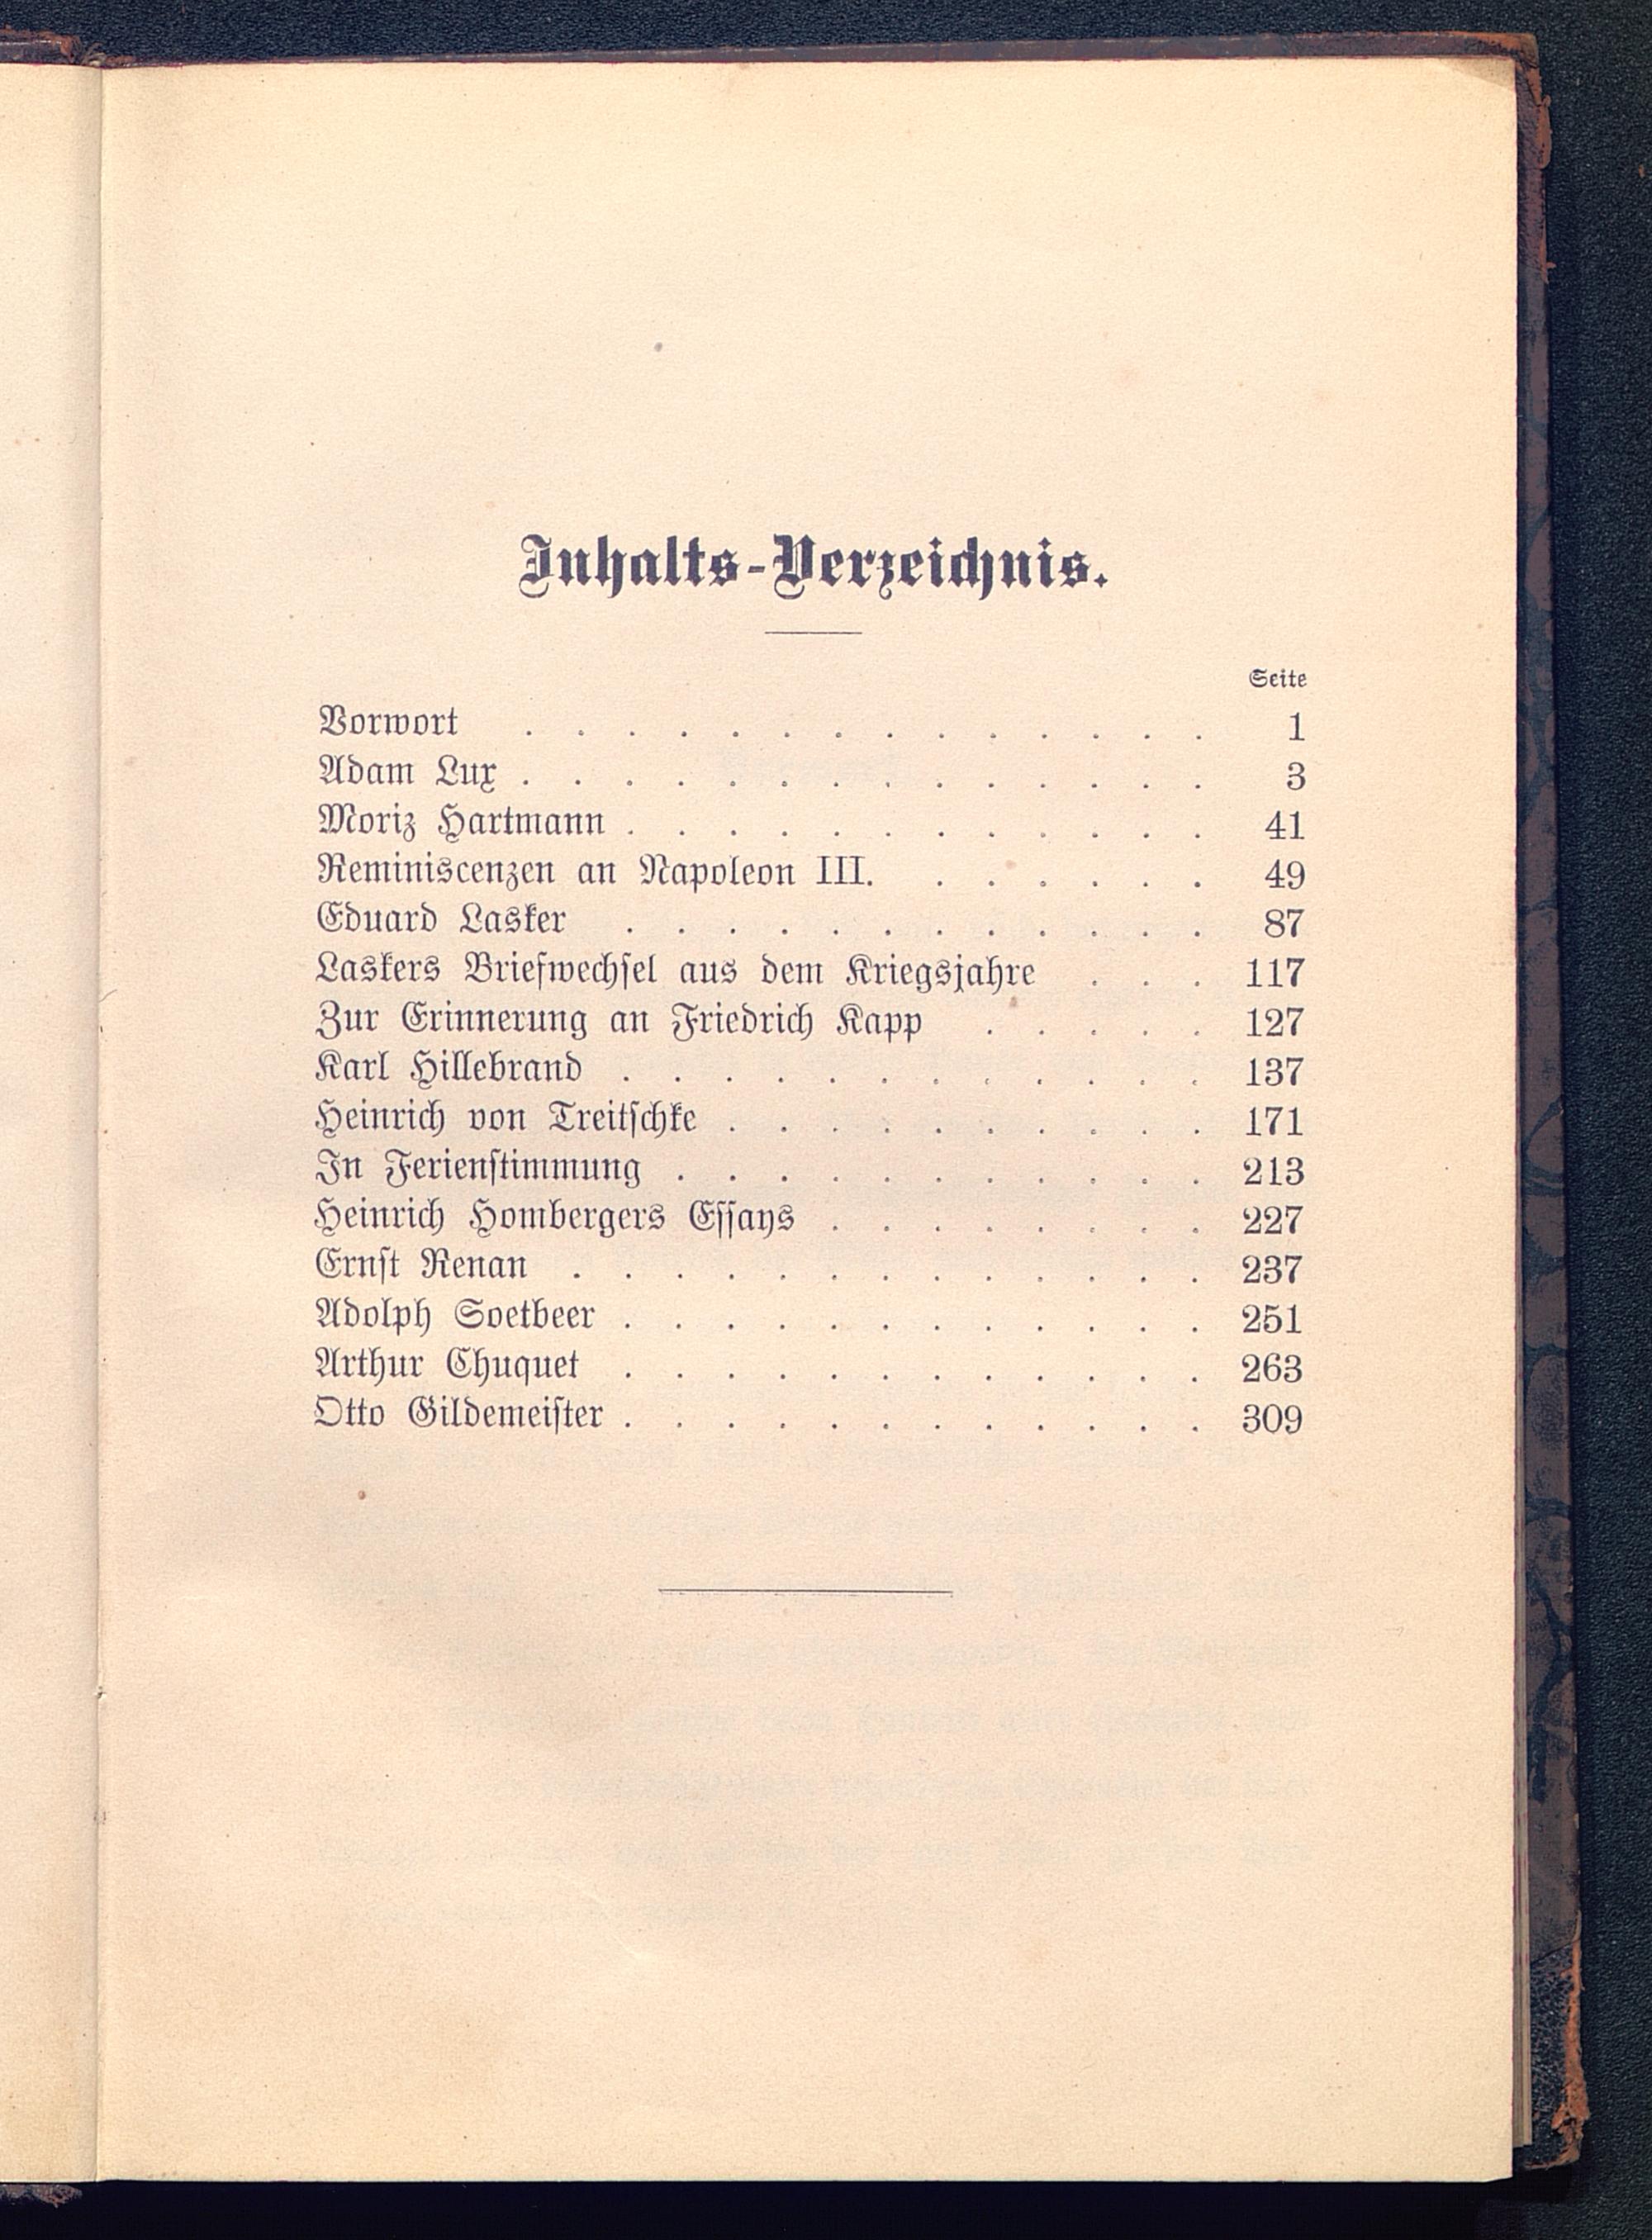 Inhalts-Verzeichnis.
Seite
Vorwort . . . . . . . . . . . . . . 1
Adam Lux . . . . . . . . . . . . . . 3
Moriz Hartmann . . . . . . . . . . . . 41
Reminiscenzen an Napoleon III. . . . . . . 49
Eduard Lasker . . . . . . . . . . . . 87
Laskers Briefwechſel aus dem Kriegsjahre . . . 117
Zur Erinnerung an Friedrich Kapp . . . . . 127
Karl Hillebrand . . . . . . . . . . . . 137
Heinrich von Treitſchke . . . . . . . . . . 171
In Ferienſtimmung . . . . . . . . . . . 213
Heinrich Hombergers Eſſays . . . . . . . . 227
Ernſt Renan . . . . . . . . . . . . . 237
Adolph Soetbeer . . . . . . . . . . . . 251
Arthur Chuquet . . . . . . . . . . . . 263
Otto Gildemeiſter . . . . . . . . . . . . 309